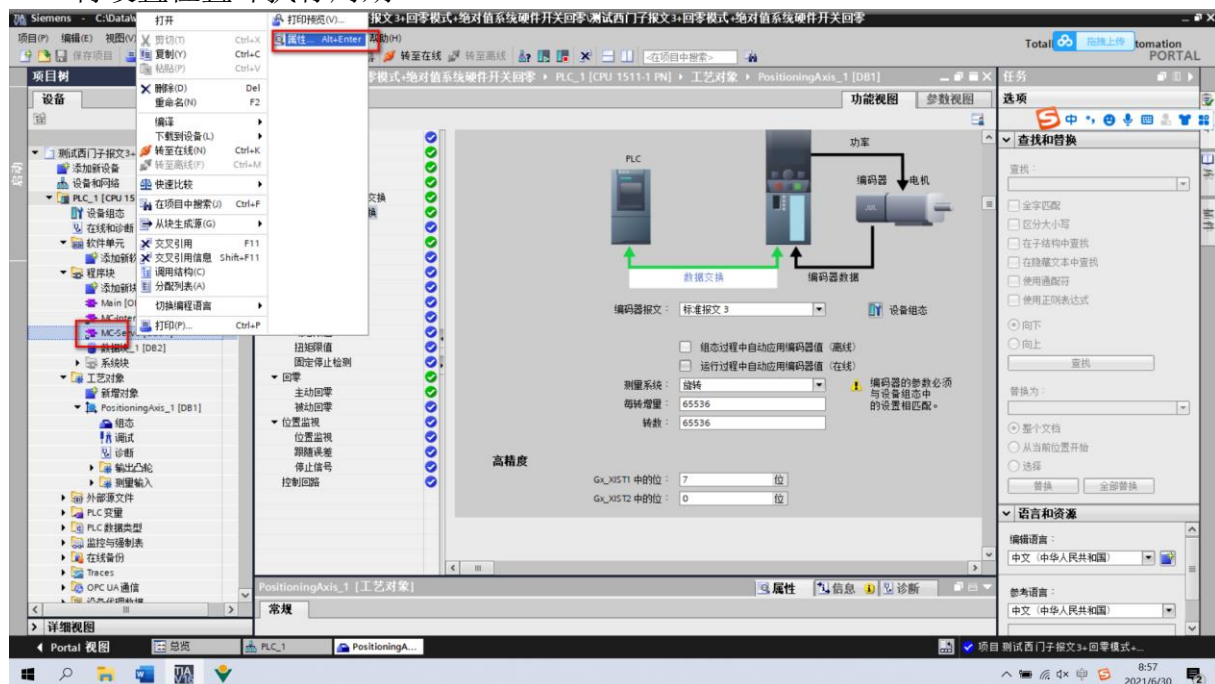 Siemens - C:\Data\
报文3+回零模式+绝对值系统硬件开关回零\测试西门子报文3+回零模式+绝对值系统硬件开关回零
项目(P) 编辑(E) 视图(V)
帮助(H)
保存项目
转至在线 转至离线
<在项目中搜索>
PORTAL
拖拽上传
打开
剪切(T) Ctrl+X
复制(Y) Ctrl+C
粘贴(P) Ctrl+V
删除(D) Del
重命名(N) F2
编译
下载到设备(L)
转至在线(N) Ctrl+K
转至离线(F) Ctrl+M
快速比较
在项目中搜索(J) Ctrl+F
从块生成源(G)
交叉引用 F11
交叉引用信息 Shift+F11
调用结构(C)
分配列表(A)
切换编程语言
打印(P)... Ctrl+P
打印预览(V)...
属性... Alt+Enter
项目树
设备
测试西门子报文3+
添加新设备
设备和网络
PLC_1 [CPU 15
设备组态
在线和诊断
软件单元
程序块
Main [O
MC-Inter
MC-Serv
数据块_1 [DB2]
系统块
工艺对象
新增对象
PositioningAxis_1 [DB1]
组态
调试
诊断
输出凸轮
测量输入
外部源文件
PLC 变量
PLC 数据类型
监控与强制表
在线备份
Traces
OPC UA 通信
详细视图
零模式+绝对值系统硬件开关回零 ▸ PLC_1 [CPU 1511-1 PN] ▸ 工艺对象 ▸ PositioningAxis_1 [DB1]
功能视图 参数视图
扭矩限值
固定停止检测
回零
主动回零
被动回零
位置监视
位置监视
跟随误差
停止信号
控制回路
PLC
功率
编码器 电机
数据交换
编码器数据
编码器报文： 标准报文 3
设备组态
组态过程中自动应用编码器值（离线）
运行过程中自动应用编码器值（在线）
测量系统： 旋转
编码器的参数必须
与设备组态中
的设置相匹配。
每转增量： 65536
转数： 65536
高精度
Gx_XIST1 中的位： 7 位
Gx_XIST2 中的位： 0 位
PositioningAxis_1 [工艺对象]
属性 信息 诊断
常规
任务
选项
查找和替换
查找：
全字匹配
区分大小写
在子结构中查找
在隐藏文本中查找
使用通配符
使用正则表达式
向下
向上
查找
替换为：
整个文档
从当前位置开始
选择
替换 全部替换
语言和资源
编辑语言：
中文（中华人民共和国）
参考语言：
中文（中华人民共和国）
Portal 视图 总览 PLC_1 PositioningA...
项目 测试西门子报文3+回零模式+...
8:57
2021/6/30